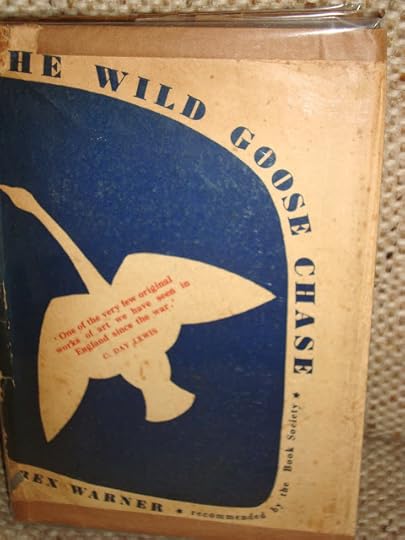 HE WILD GOOSE CHASE
'One of the very few original
works of art we have seen in
England since the war.'
C. DAY LEWIS
REX WARNER * recommended by the Book Society *